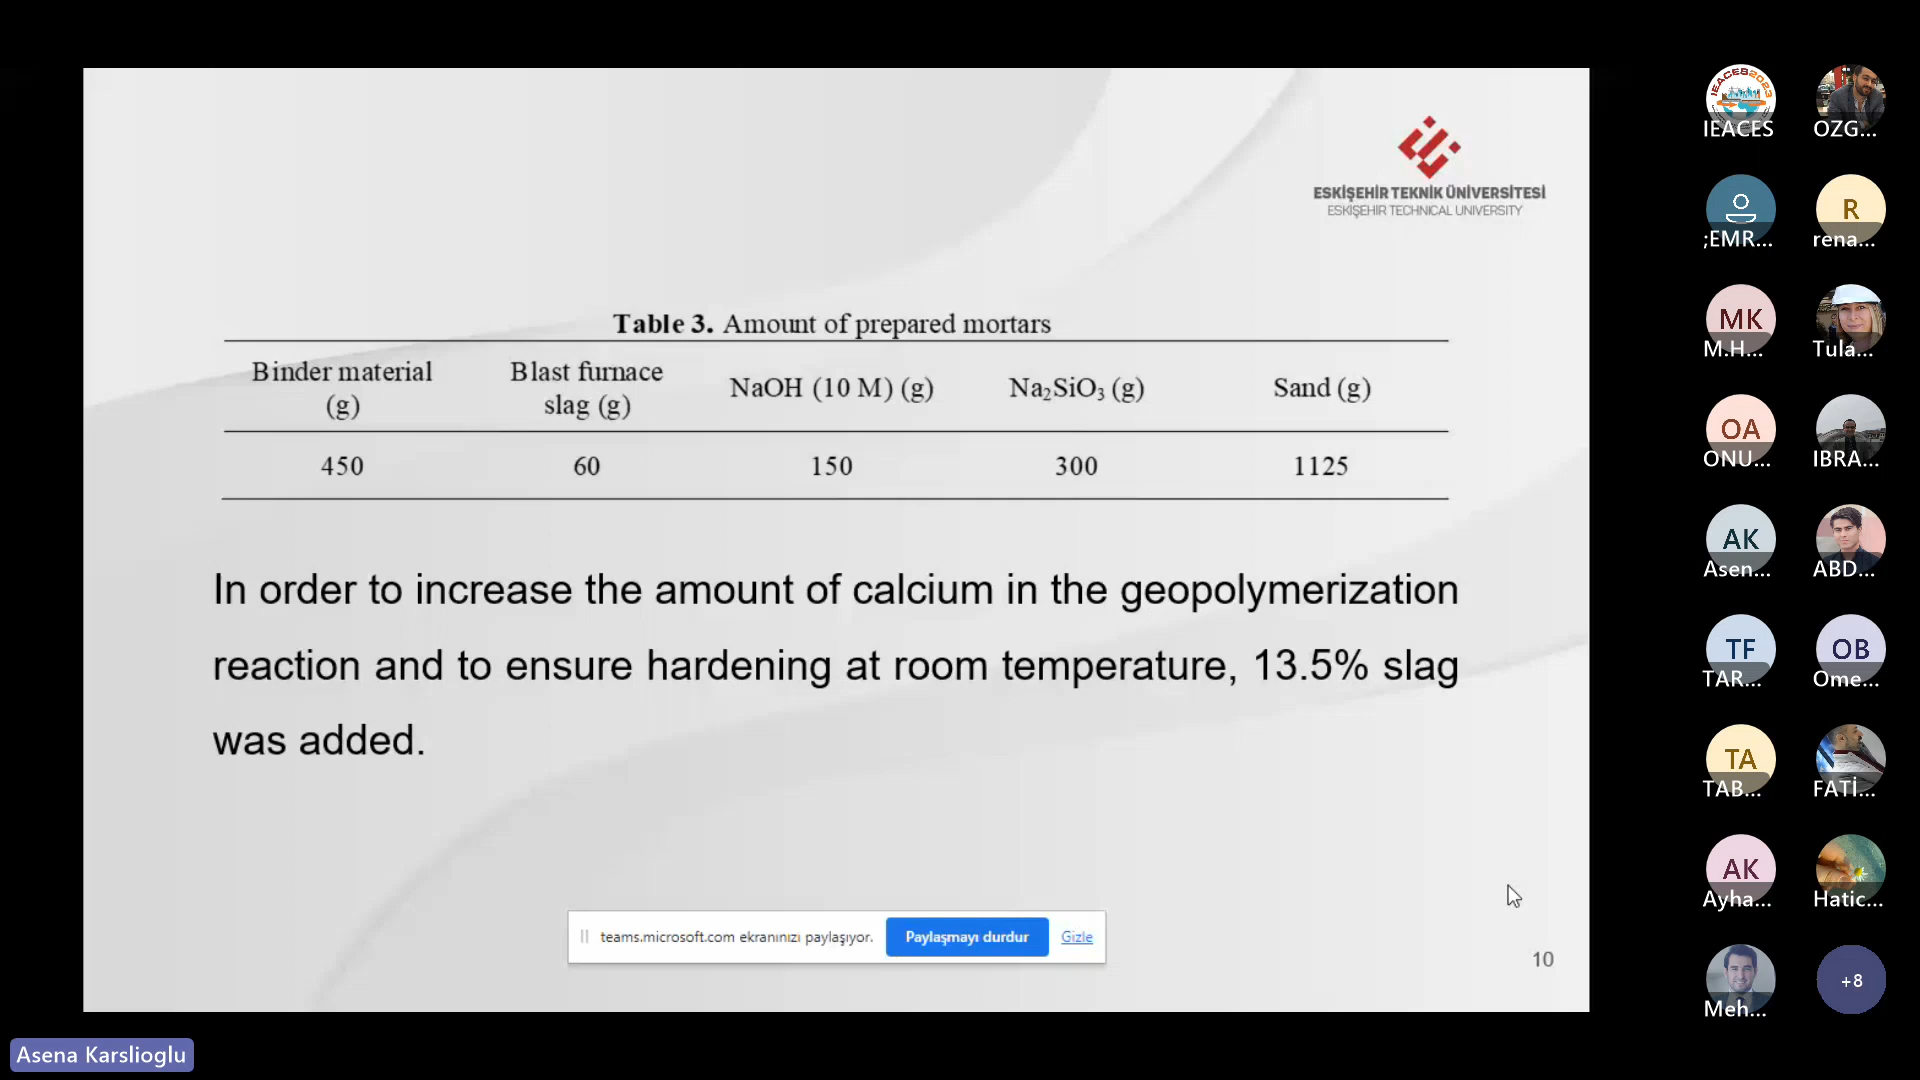 ESKİŞEHİR TEKNİK ÜNİVERSİTESİ
ESKİŞEHİR TECHNICAL UNIVERSITY
Table 3. Amount of prepared mortars
Binder material (g)
Blast furnace slag (g)
NaOH (10 M) (g)
Na₂SiO₃ (g)
Sand (g)
450 60 150 300 1125
In order to increase the amount of calcium in the geopolymerization
reaction and to ensure hardening at room temperature, 13.5% slag
was added.
teams.microsoft.com ekranınızı paylaşıyor. Paylaşmayı durdur Gizle
10
Asena Karslioglu
IEACES2023
IEACES
OZG...
;EMR...
R
rena...
MK
M.H...
Tula...
OA
ONU...
IBRA...
AK
Asen...
ABD...
TF
TAR...
OB
Ome...
TA
TAB...
FATİ...
AK
Ayha...
Hatic...
Meh...
+8